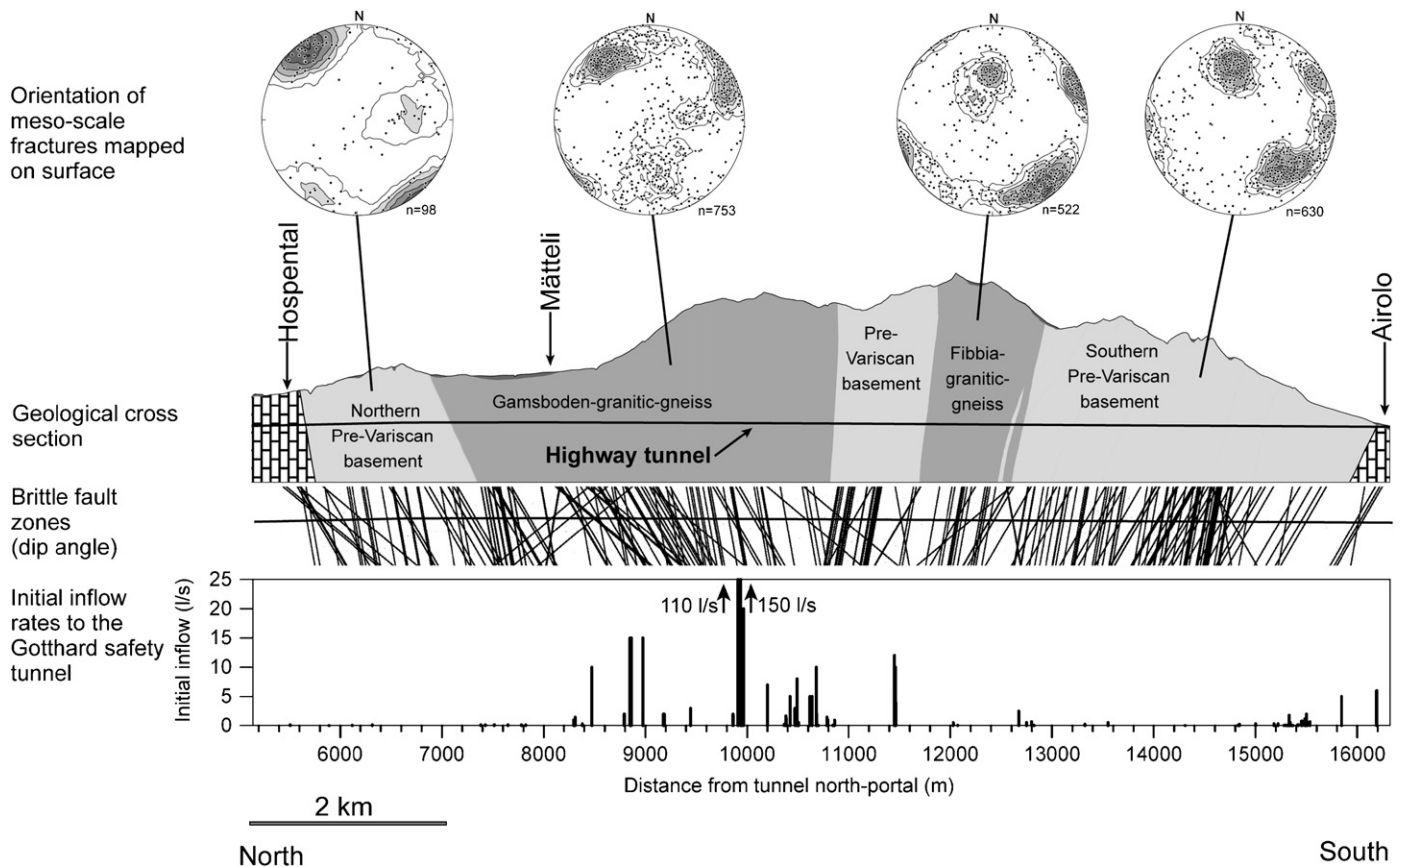 N
N
N
N
Orientation of
meso-scale
fractures mapped
on surface
n=98
n=753
n=522
n=630
Hospental
Mätteli
Airolo
Geological cross
section
Northern
Pre-Variscan
basement
Gamsboden-granitic-gneiss
Highway tunnel
Pre-
Variscan
basement
Fibbia-
granitic-
gneiss
Southern
Pre-Variscan
basement
Brittle fault
zones
(dip angle)
Initial inflow
rates to the
Gotthard safety
tunnel
Initial inflow (l/s)
25
20
15
10
5
0
110 l/s
150 l/s
6000 7000 8000 9000 10000 11000 12000 13000 14000 15000 16000
Distance from tunnel north-portal (m)
2 km
North
South